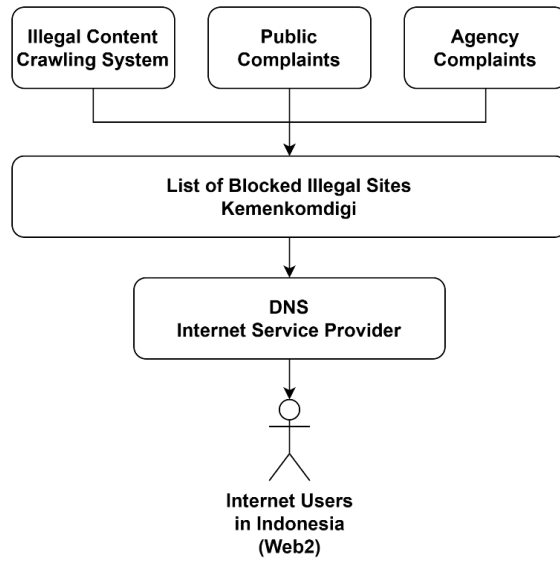 Illegal Content
Crawling System
Public
Complaints
Agency
Complaints
List of Blocked Illegal Sites
Kemenkomdigi
DNS
Internet Service Provider
Internet Users
in Indonesia
(Web2)